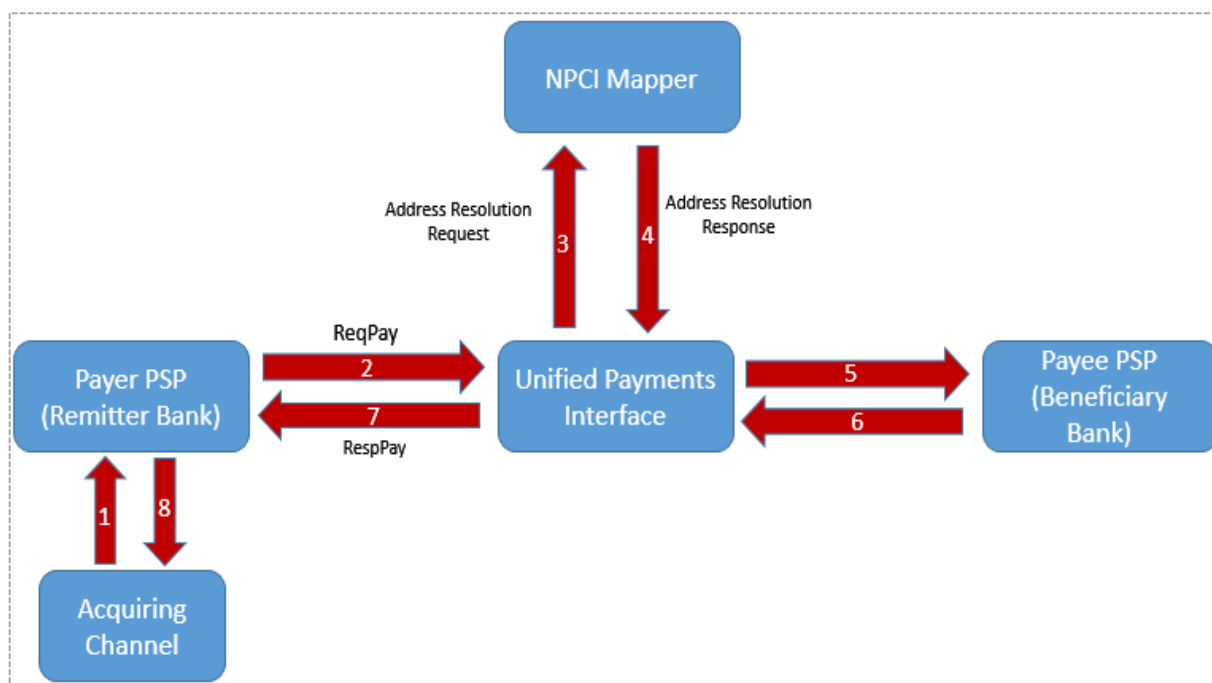 NPCI Mapper
Address Resolution
Request
3
4
Address Resolution
Response
ReqPay
2
7
RespPay
Payer PSP
(Remitter Bank)
Unified Payments
Interface
5
6
Payee PSP
(Beneficiary
Bank)
1
8
Acquiring
Channel